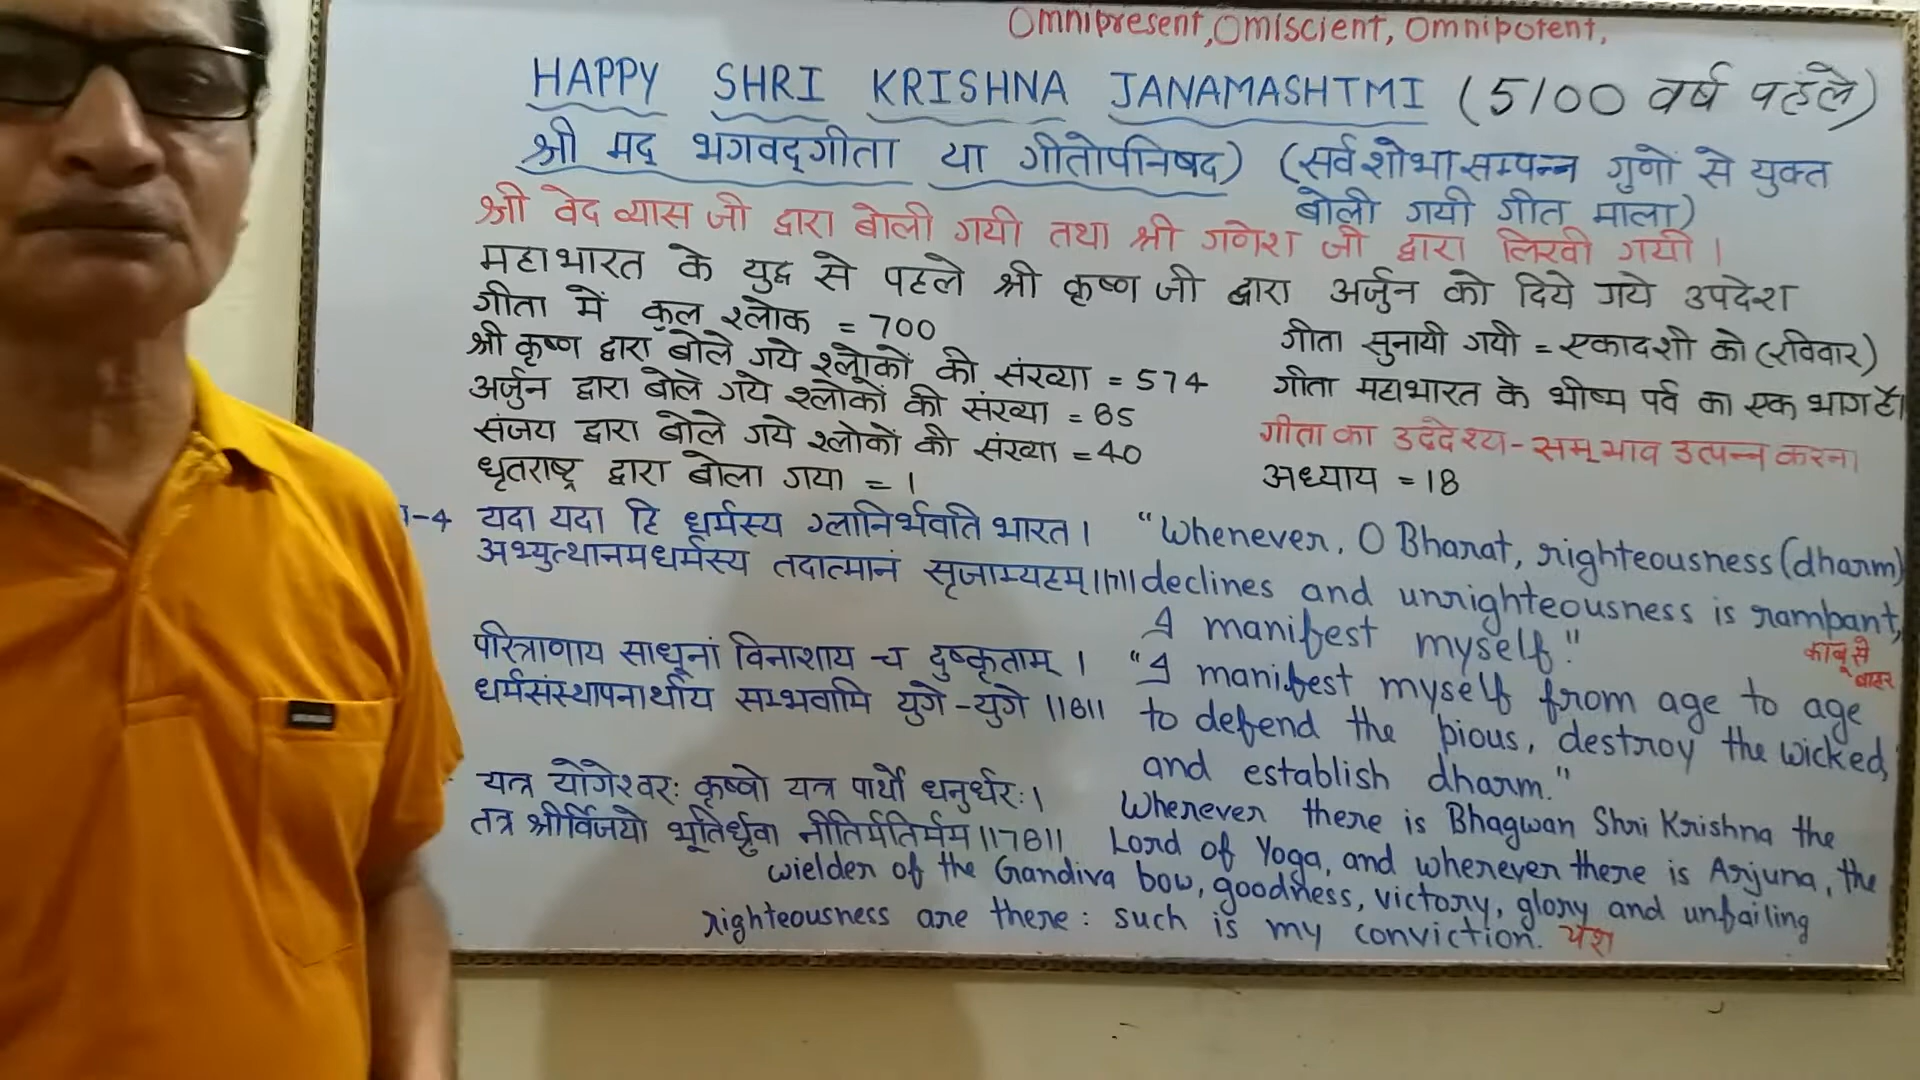 Omnipresent, Omiscient, Omnipotent,
HAPPY SHRI KRISHNA JANAMASHTMI (5100 वर्ष पहले)
श्री मद् भगवद्गीता या गीतोपनिषद) (सर्वशोभासम्पन्न गुणों से युक्त
बोली गयी गीत माला)
श्री वेद व्यास जी द्वारा बोली गयी तथा श्री गणेश जी द्वारा लिखी गयी।
महाभारत के युद्ध से पहले श्री कृष्ण जी द्वारा अर्जुन को दिये गये उपदेश
गीता में कुल श्लोक = 700
श्री कृष्ण द्वारा बोले गये श्लोकों की संख्या = 574
अर्जुन द्वारा बोले गये श्लोकों की संख्या = 85
संजय द्वारा बोले गये श्लोकों की संख्या = 40
धृतराष्ट्र द्वारा बोला गया = 1
गीता सुनायी गयी = एकादशी को (रविवार)
गीता महाभारत के भीष्म पर्व का एक भाग है।
गीता का उद्देश्य - सम्भाव उत्पन्न करना
अध्याय = 18
-4 यदा यदा हि धर्मस्य ग्लानिर्भवति भारत।
अभ्युत्थानमधर्मस्य तदात्मानं सृजाम्यहम्।।7।।
"Whenever, O Bharat, righteousness (dharm)
declines and unrighteousness is rampant,
I manifest myself."
काबू से
बाहर
परित्राणाय साधूनां विनाशाय च दुष्कृताम्।
धर्मसंस्थापनार्थाय सम्भवामि युगे-युगे ।।8।।
"I manifest myself from age to age
to defend the pious, destroy the wicked,
and establish dharm."
यत्र योगेश्वरः कृष्णो यत्र पार्थो धनुर्धरः।
तत्र श्रीर्विजयो भूतिर्ध्रुवा नीतिर्मतिर्मम।।78।।
Wherever there is Bhagwan Shri Krishna the
Lord of Yoga, and wherever there is Arjuna, the
wielder of the Gandiva bow, goodness, victory, glory and unfailing
righteousness are there: such is my conviction. यश